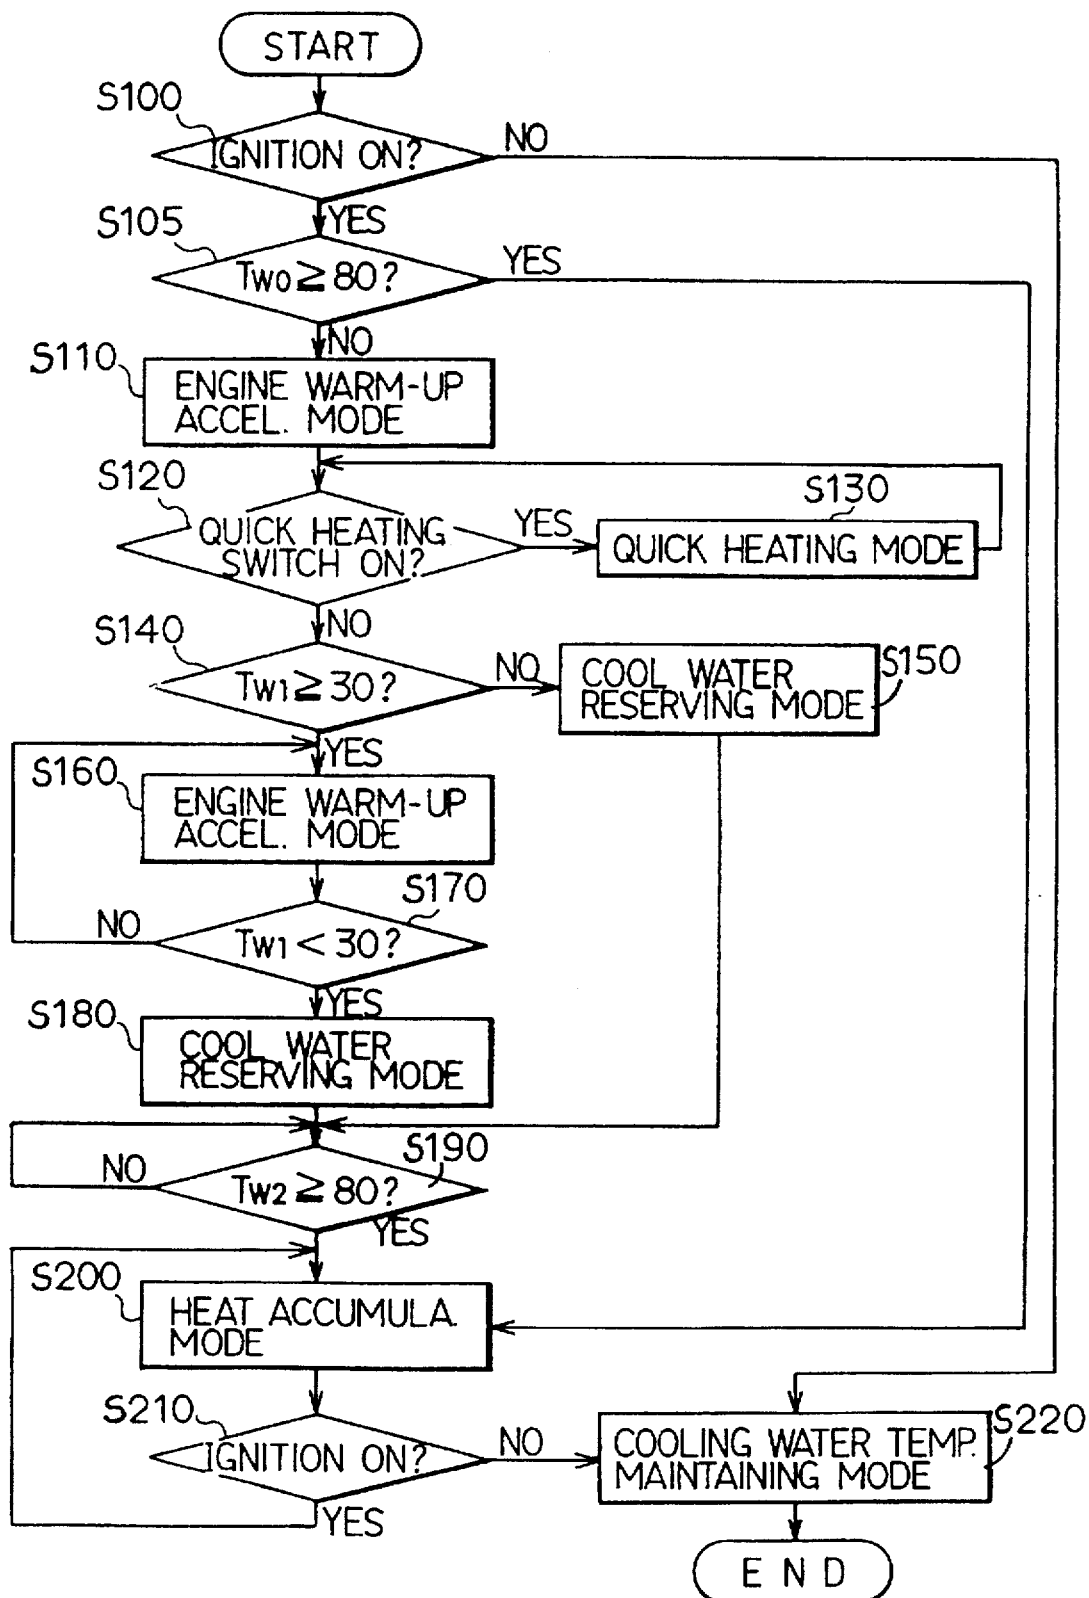 START
S100
IGNITION ON?
NO
YES
S105
Two ≥ 80?
YES
NO
S110
ENGINE WARM-UP
ACCEL. MODE
S120
QUICK HEATING
SWITCH ON?
YES
S130
QUICK HEATING MODE
NO
S140
Tw1 ≥ 30?
NO
COOL WATER
RESERVING MODE
S150
YES
S160
ENGINE WARM-UP
ACCEL. MODE
S170
Tw1 < 30?
NO
YES
S180
COOL WATER
RESERVING MODE
S190
Tw2 ≧ 80?
NO
YES
S200
HEAT ACCUMULA.
MODE
S210
IGNITION ON?
NO
YES
COOLING WATER TEMP.
MAINTAINING MODE
S220
END